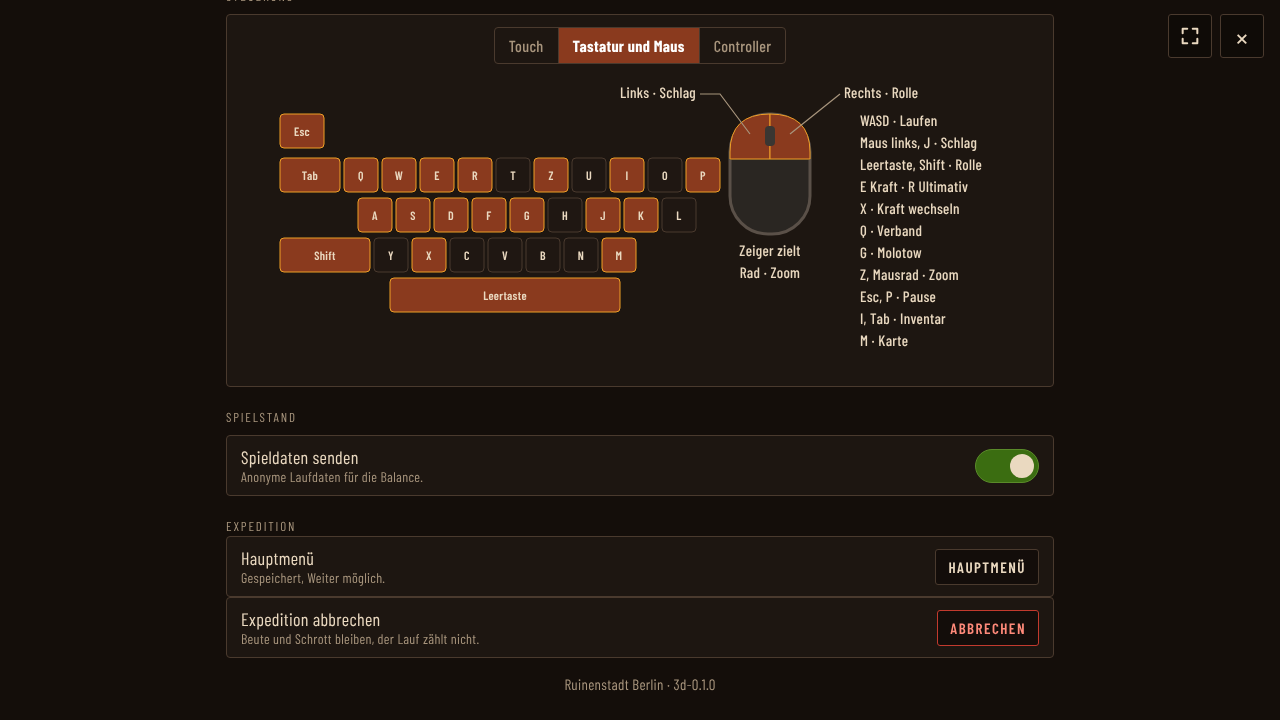 Touch
Tastatur und Maus
Controller
Links · Schlag
Rechts · Rolle
Esc
Tab Q W E R T Z U I O P
A S D F G H J K L
Shift Y X C V B N M
Leertaste
Zeiger zielt
Rad · Zoom
WASD · Laufen
Maus links, J · Schlag
Leertaste, Shift · Rolle
E Kraft · R Ultimativ
X · Kraft wechseln
Q · Verband
G · Molotow
Z, Mausrad · Zoom
Esc, P · Pause
I, Tab · Inventar
M · Karte
SPIELSTAND
Spieldaten senden
Anonyme Laufdaten für die Balance.
EXPEDITION
Hauptmenü
Gespeichert, Weiter möglich.
HAUPTMENÜ
Expedition abbrechen
Beute und Schrott bleiben, der Lauf zählt nicht.
ABBRECHEN
Ruinenstadt Berlin · 3d-0.1.0